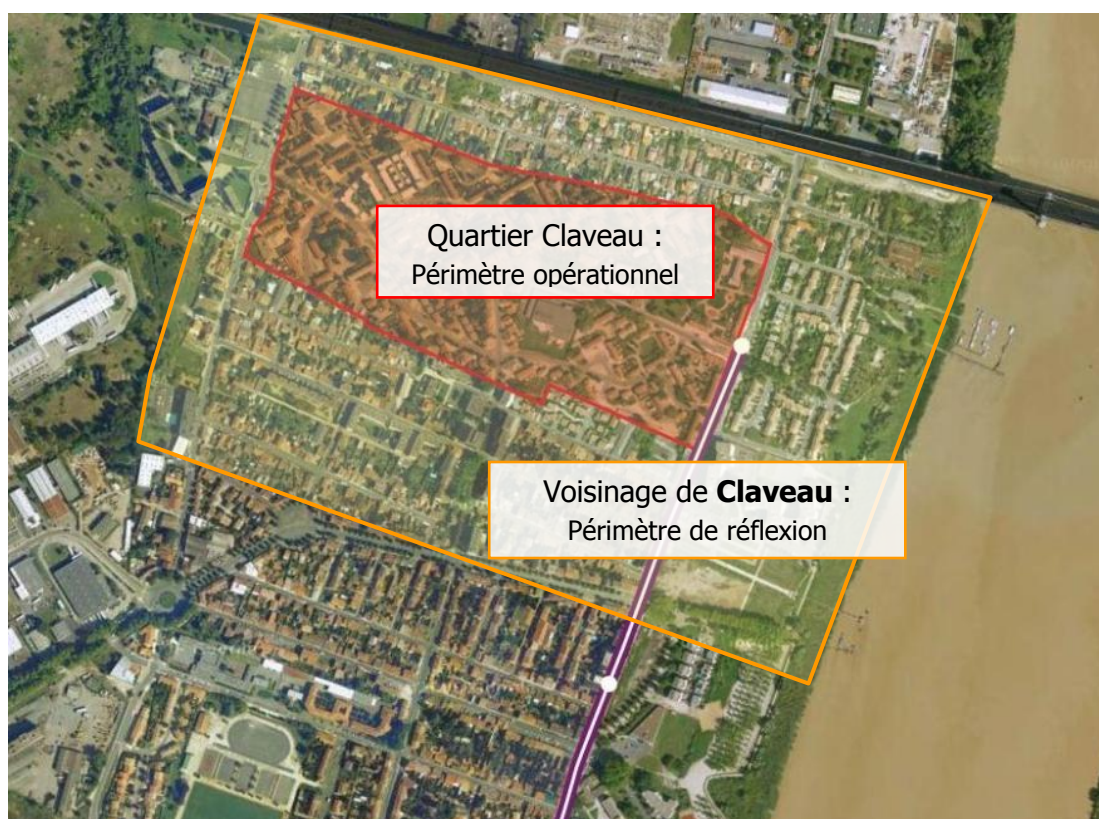 Quartier Claveau :
Périmètre opérationnel
Voisinage de Claveau :
Périmètre de réflexion